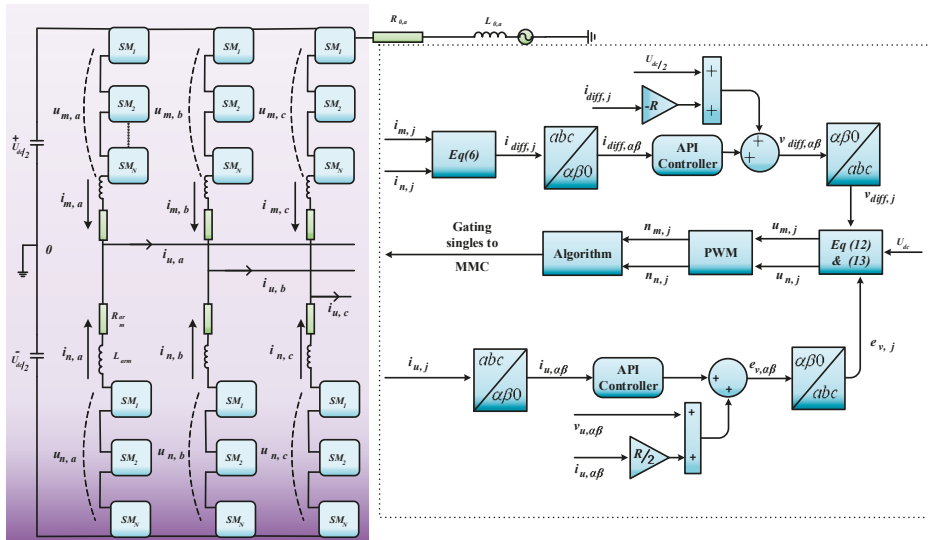 R0,a
L0,a
SM1
SM1
SM1
um, a
um, b
um, c
SM2
SM2
SM2
SMN
SMN
SMN
+
Udc/2
im, a
im, b
im, c
0
iu, a
iu, b
iu, c
Rar
m
Larm
in, a
in, b
in, c
-
Udc/2
SM1
SM1
SM1
un, a
un, b
un, c
SM2
SM2
SM2
SMN
SMN
SMN
Udc/2
+
+
idiff, j
-R
im, j
in, j
Eq(6)
idiff, j
abc
αβ0
idiff, αβ
API
Controller
+
+
v diff, αβ
αβ0
abc
vdiff, j
Gating
singles to
MMC
Algorithm
nm, j
nn, j
PWM
um, j
un, j
Eq (12)
& (13)
Udc
ev, j
iu, j
abc
αβ0
iu, αβ
API
Controller
+
+
ev, αβ
αβ0
abc
vu, αβ
+
+
iu, αβ
R/2